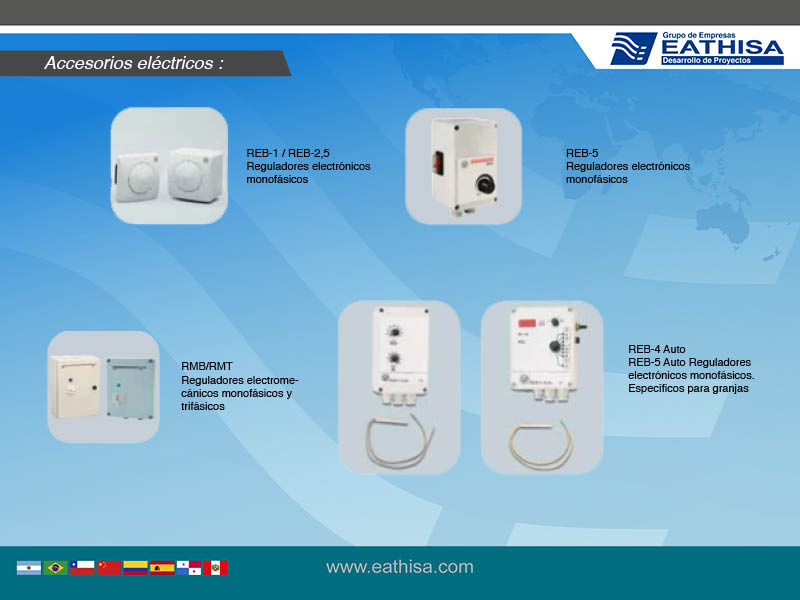 Grupo de Empresas
EATHISA
Desarrollo de Proyectos
Accesorios eléctricos :
REB-1 / REB-2,5
Reguladores electrónicos
monofásicos
REB-5
Reguladores electrónicos
monofásicos
RMB/RMT
Reguladores electrome-
cánicos monofásicos y
trifásicos
REB-4 Auto
REB-5 Auto Reguladores
electrónicos monofásicos.
Específicos para granjas
www.eathisa.com